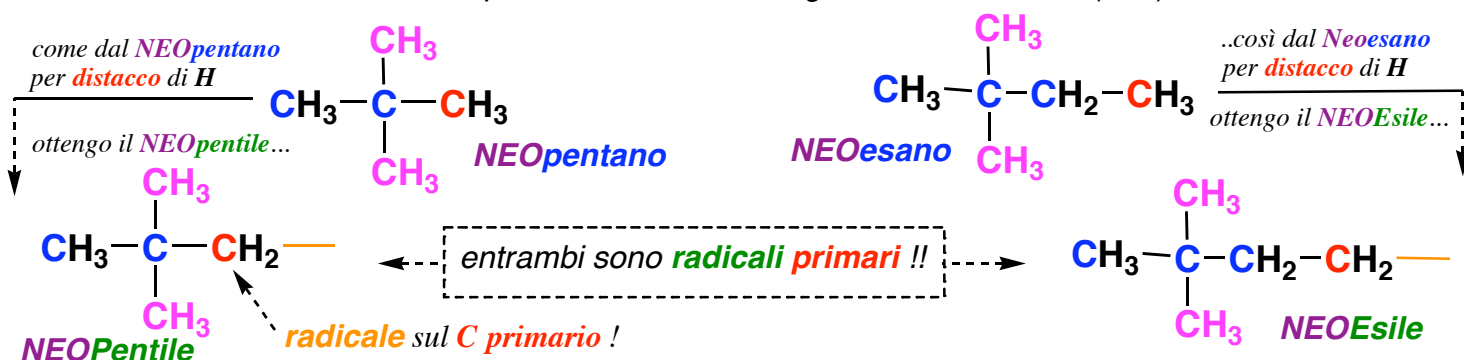 come dal NEOpentano
per distacco di H
ottengo il NEOpentile...
CH3
CH3 C CH3
CH3
NEOpentano
CH3
CH3 C CH2 CH3
CH3
NEOesano
..così dal Neoesano
per distacco di H
ottengo il NEOEsile...
CH3
CH3 C CH2
CH3
NEOPentile
entrambi sono radicali primari !!
radicale sul C primario !
CH3
CH3 C CH2 CH2
CH3
NEOEsile